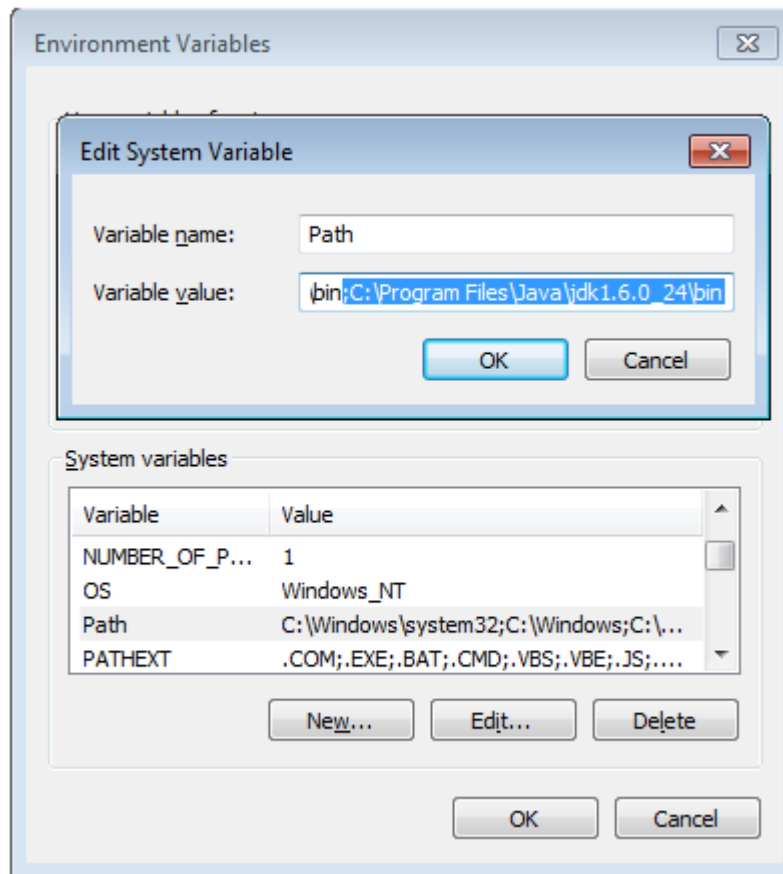 Environment Variables
Edit System Variable
Variable name:
Path
Variable value:
\bin;C:\Program Files\Java\jdk1.6.0_24\bin
OK
Cancel
System variables
Variable
Value
NUMBER_OF_P...
1
OS
Windows_NT
Path
C:\Windows\system32;C:\Windows;C:\...
PATHEXT
.COM;.EXE;.BAT;.CMD;.VBS;.VBE;.JS;....
New...
Edit...
Delete
OK
Cancel